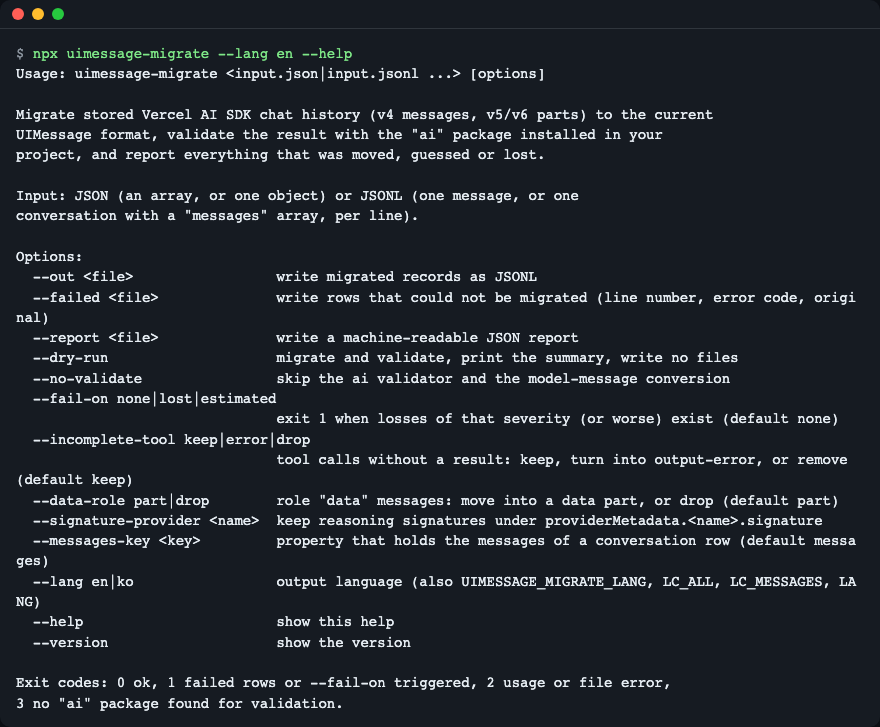 $ npx uimessage-migrate --lang en --help
Usage: uimessage-migrate <input.json|input.jsonl ...> [options]

Migrate stored Vercel AI SDK chat history (v4 messages, v5/v6 parts) to the current
UIMessage format, validate the result with the "ai" package installed in your
project, and report everything that was moved, guessed or lost.

Input: JSON (an array, or one object) or JSONL (one message, or one
conversation with a "messages" array, per line).

Options:
  --out <file>                 write migrated records as JSONL
  --failed <file>              write rows that could not be migrated (line number, error code, origi
nal)
  --report <file>              write a machine-readable JSON report
  --dry-run                    migrate and validate, print the summary, write no files
  --no-validate                skip the ai validator and the model-message conversion
  --fail-on none|lost|estimated
                               exit 1 when losses of that severity (or worse) exist (default none)
  --incomplete-tool keep|error|drop
                               tool calls without a result: keep, turn into output-error, or remove
(default keep)
  --data-role part|drop        role "data" messages: move into a data part, or drop (default part)
  --signature-provider <name>  keep reasoning signatures under providerMetadata.<name>.signature
  --messages-key <key>         property that holds the messages of a conversation row (default messa
ges)
  --lang en|ko                 output language (also UIMESSAGE_MIGRATE_LANG, LC_ALL, LC_MESSAGES, LA
NG)
  --help                       show this help
  --version                    show the version

Exit codes: 0 ok, 1 failed rows or --fail-on triggered, 2 usage or file error,
3 no "ai" package found for validation.